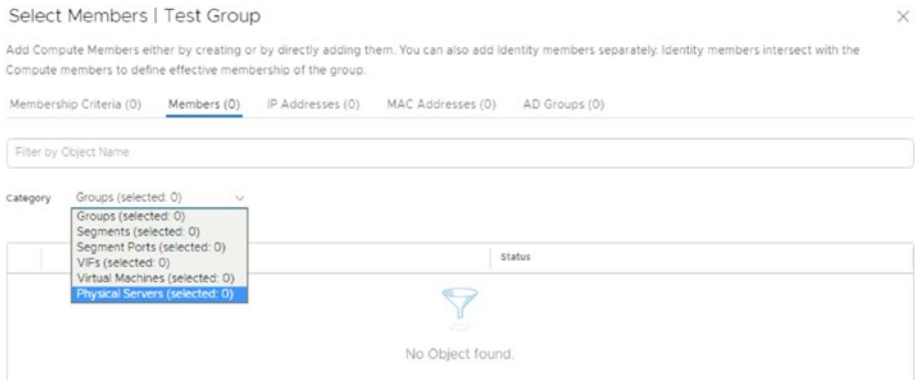 Select Members | Test Group
Add Compute Members either by creating or by directly adding them. You can also add Identity members separately. Identity members intersect with the
Compute members to define effective membership of the group.
Membership Criteria (0) Members (0) IP Addresses (0) MAC Addresses (0) AD Groups (0)
Filter by Object Name
Category Groups (selected: 0)
Groups (selected: 0)
Segments (selected: 0)
Segment Ports (selected: 0)
VIFs (selected: 0)
Virtual Machines (selected: 0)
Physical Servers (selected: 0)
Status
No Object found.